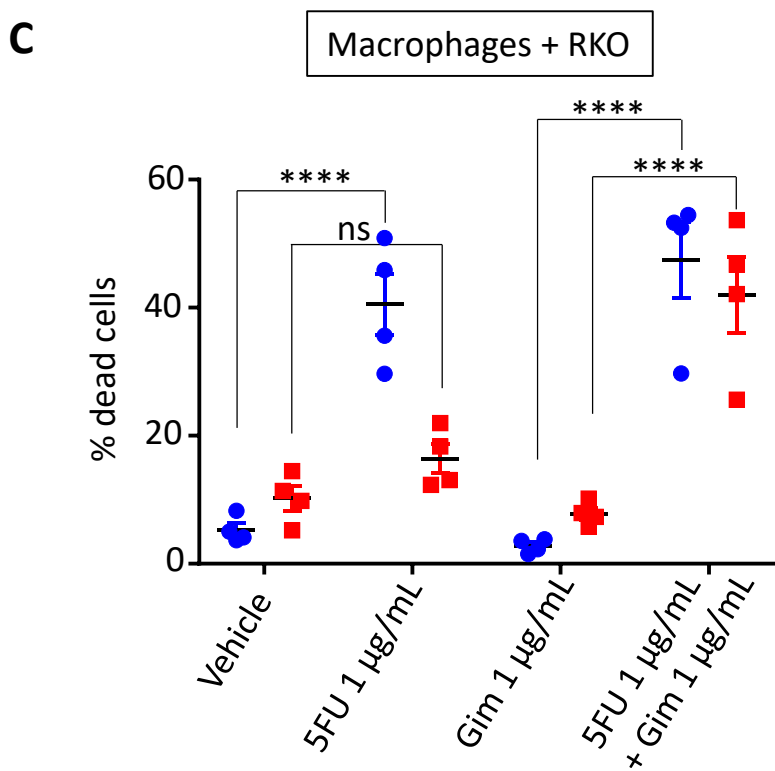 C
Macrophages + RKO
****
****
****
ns
60
40
20
0
% dead cells
Vehicle
5FU 1 µg/mL
Gim 1 µg/mL
5FU 1 µg/mL
+ Gim 1 µg/mL